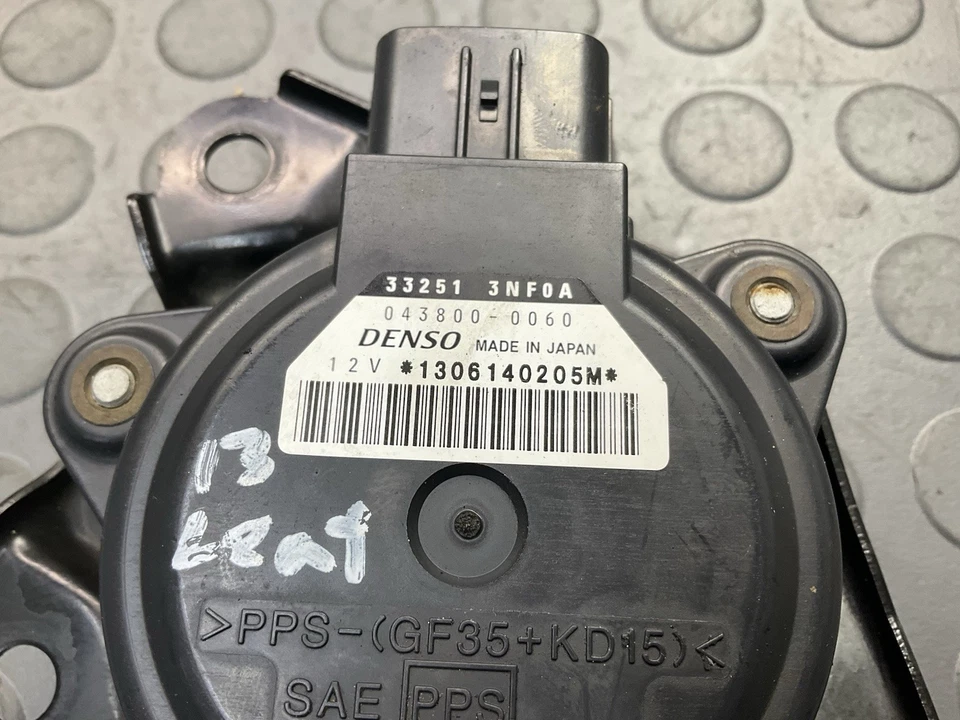 33251 3NF0A
043800-0060
DENSO MADE IN JAPAN
12V *1306140205M*
13
LEAF
>PPS-(GF35+KD15)<
SAE PPS